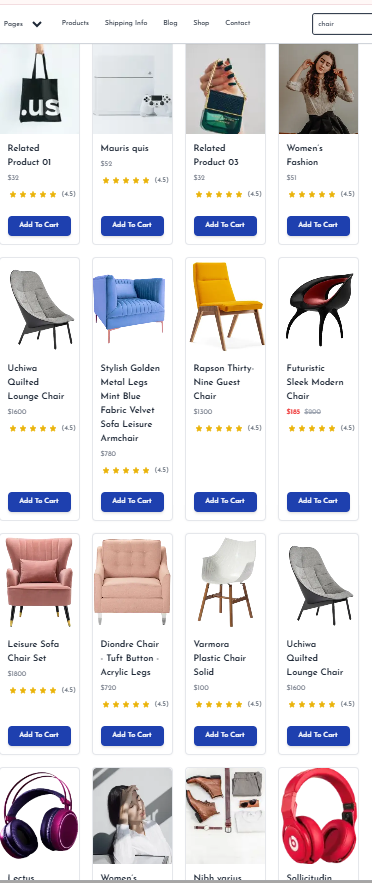 Pages Products Shipping Info Blog Shop Contact chair
.us
Related
Product 01
$32
(4.5)
Add To Cart
Mauris quis
$52
(4.5)
Add To Cart
Related
Product 03
$32
(4.5)
Add To Cart
Women's
Fashion
$51
(4.5)
Add To Cart
Uchiwa
Quilted
Lounge Chair
$1600
(4.5)
Add To Cart
Stylish Golden
Metal Legs
Mint Blue
Fabric Velvet
Sofa Leisure
Armchair
$780
(4.5)
Add To Cart
Rapson Thirty-
Nine Guest
Chair
$1300
(4.5)
Add To Cart
Futuristic
Sleek Modern
Chair
$185 $200
(4.5)
Add To Cart
Leisure Sofa
Chair Set
$1800
(4.5)
Add To Cart
Diondre Chair
- Tuft Button -
Acrylic Legs
$720
(4.5)
Add To Cart
Varmora
Plastic Chair
Solid
$100
(4.5)
Add To Cart
Uchiwa
Quilted
Lounge Chair
$1600
(4.5)
Add To Cart
Lectus
Women's
Nibh varius
Sollicitudin